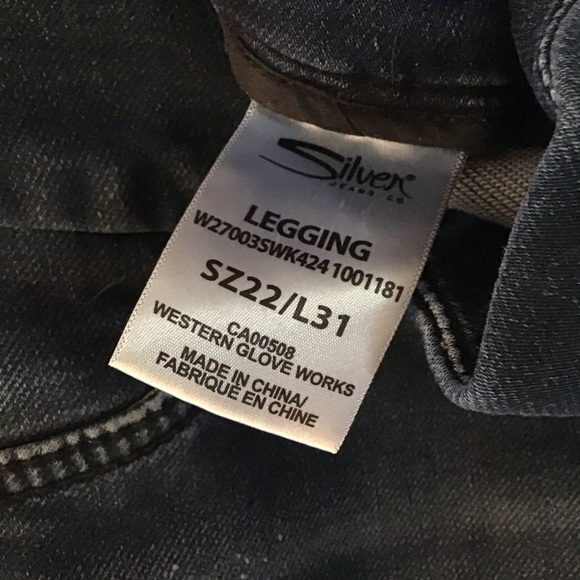 Silver®
JEANS CO
LEGGING
W27003SWK424 1001181
SZ22/L31
CA00508
WESTERN GLOVE WORKS
MADE IN CHINA/
FABRIQUÉ EN CHINE